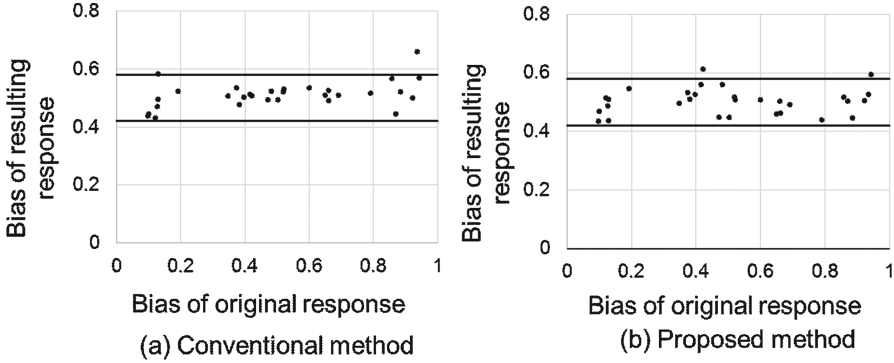 Bias of resulting
response
0.8
0.6
0.4
0.2
0
0
0.2
0.4
0.6
0.8
1
Bias of original response
(a) Conventional method
Bias of resulting
response
0.8
0.6
0.4
0.2
0
0
0.2
0.4
0.6
0.8
1
Bias of original response
(b) Proposed method